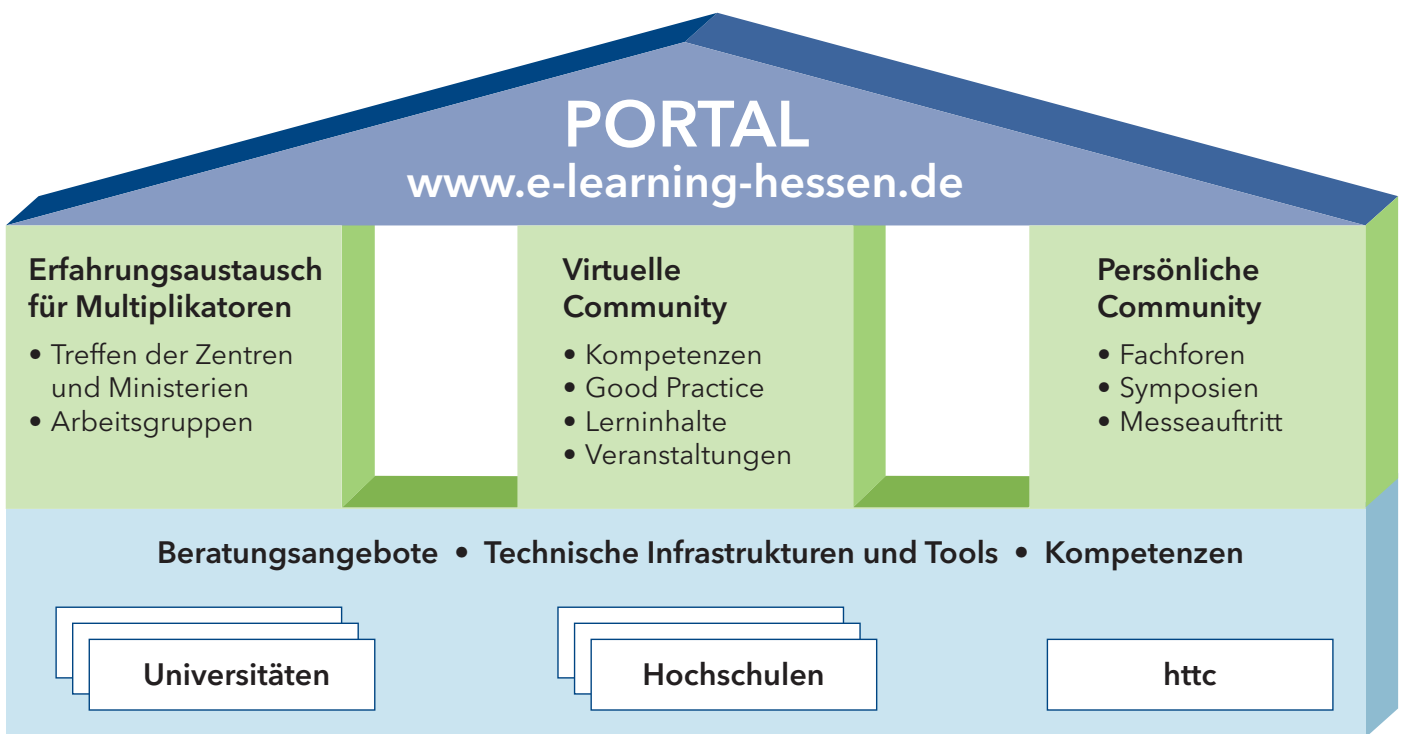 PORTAL
www.e-learning-hessen.de
Erfahrungsaustausch
für Multiplikatoren
• Treffen der Zentren
und Ministerien
• Arbeitsgruppen
Virtuelle
Community
• Kompetenzen
• Good Practice
• Lerninhalte
• Veranstaltungen
Persönliche
Community
• Fachforen
• Symposien
• Messeauftritt
Beratungsangebote • Technische Infrastrukturen und Tools • Kompetenzen
Universitäten
Hochschulen
httc